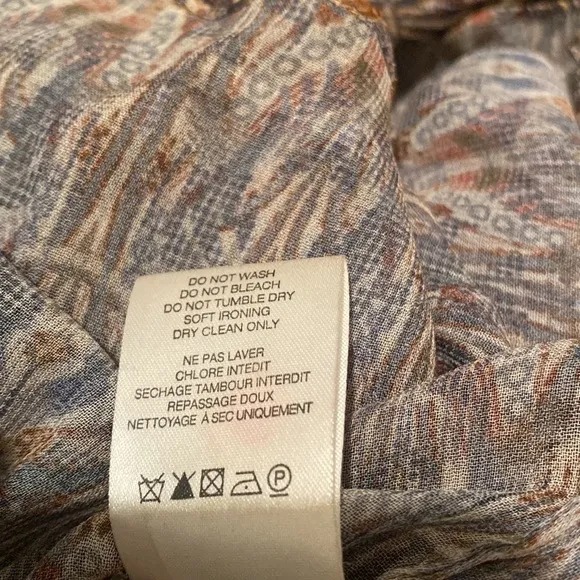 DO NOT WASH
DO NOT BLEACH
DO NOT TUMBLE DRY
SOFT IRONING
DRY CLEAN ONLY
NE PAS LAVER
CHLORE INTEDIT
SECHAGE TAMBOUR INTERDIT
REPASSAGE DOUX
NETTOYAGE À SEC UNIQUEMENT
P